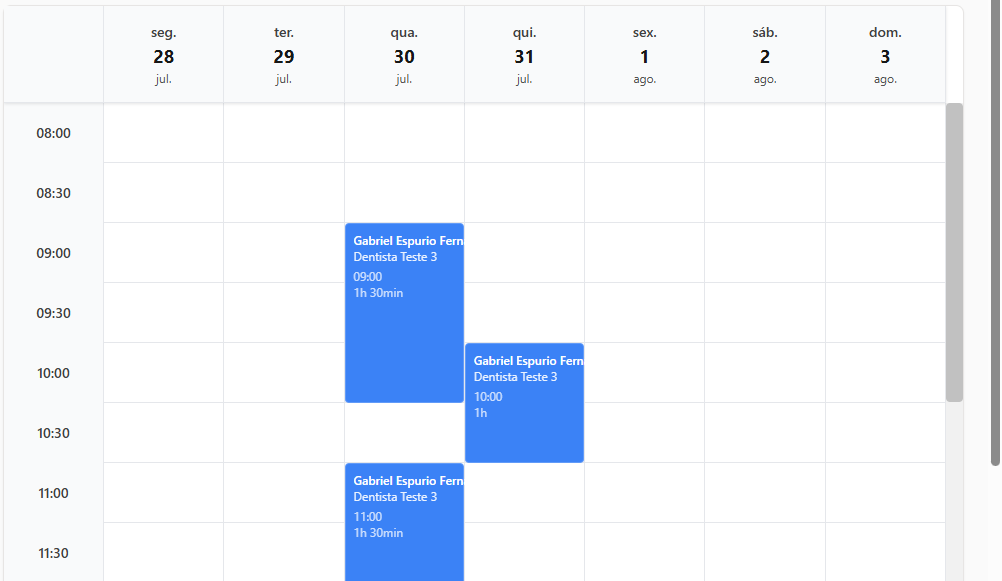 seg. ter. qua. qui. sex. sáb. dom.
28 29 30 31 1 2 3
jul. jul. jul. jul. ago. ago. ago.
08:00
08:30
09:00
Gabriel Espurio Fern
Dentista Teste 3
09:00
1h 30min
09:30
10:00
Gabriel Espurio Fern
Dentista Teste 3
10:00
1h
10:30
11:00
Gabriel Espurio Fern
Dentista Teste 3
11:00
1h 30min
11:30